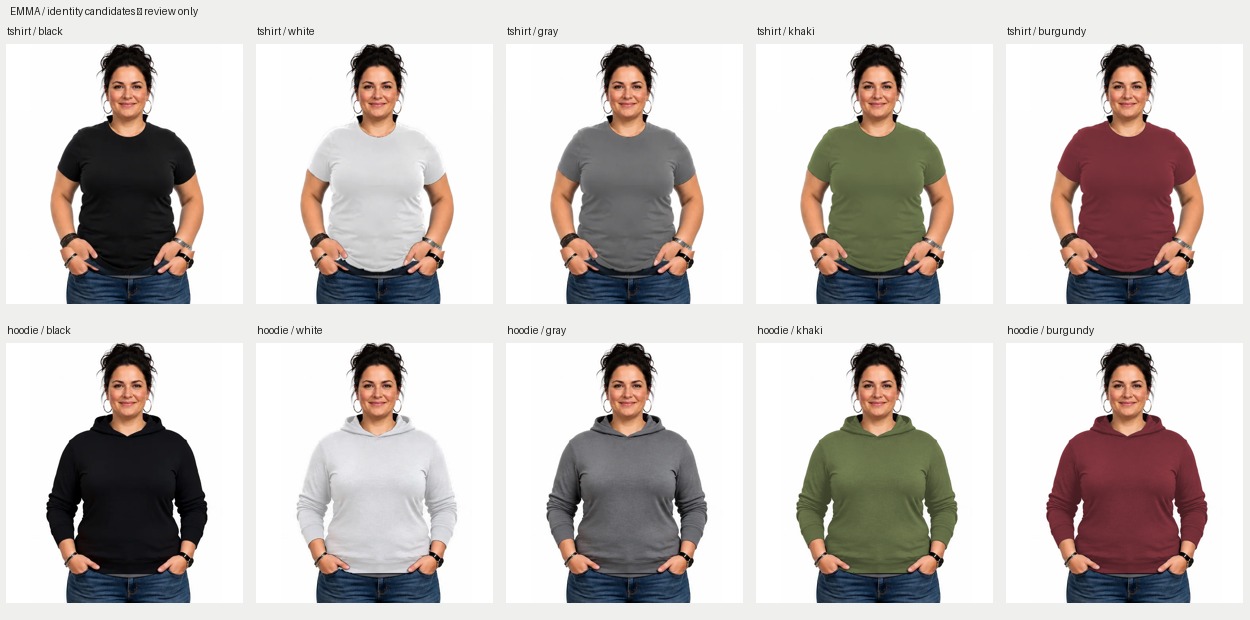 EMMA / identity candidates▯review only
tshirt / black
tshirt / white
tshirt / gray
tshirt / khaki
tshirt / burgundy
hoodie / black
hoodie / white
hoodie / gray
hoodie / khaki
hoodie / burgundy